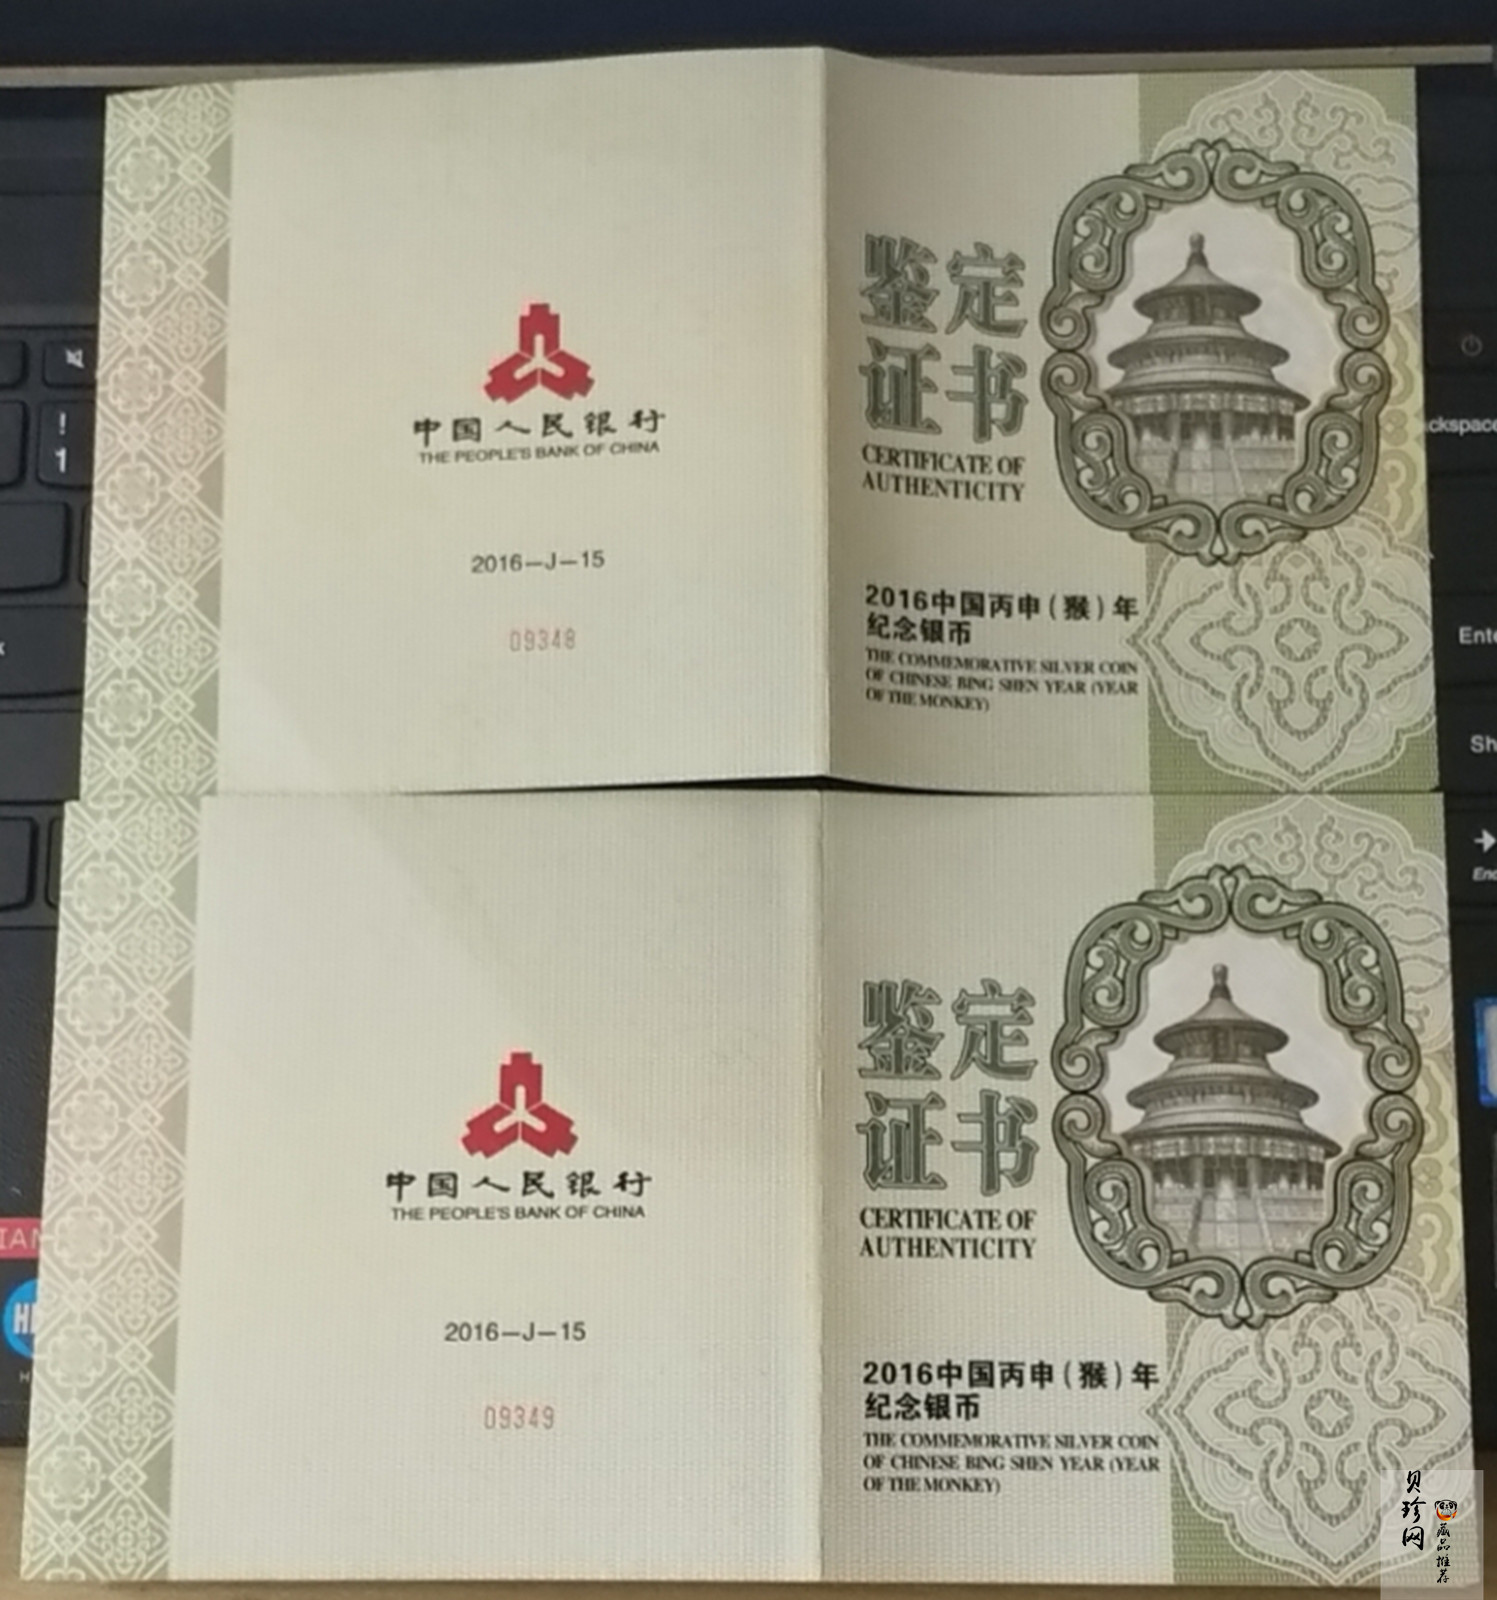 中国人民银行
THE PEOPLE'S BANK OF CHINA
2016-J-15
09348
鉴定
证书
CERTIFICATE OF
AUTHENTICITY
2016中国丙申(猴)年
纪念银币
THE COMMEMORATIVE SILVER COIN
OF CHINESE BING SHEN YEAR (YEAR
OF THE MONKEY)
中国人民银行
THE PEOPLE'S BANK OF CHINA
2016-J-15
09349
鉴定
证书
CERTIFICATE OF
AUTHENTICITY
2016中国丙申(猴)年
纪念银币
THE COMMEMORATIVE SILVER COIN
OF CHINESE BING SHEN YEAR (YEAR
OF THE MONKEY)
!
1
ckspace
Ente
Sh
End
IAN
贝珍网
藏品推荐